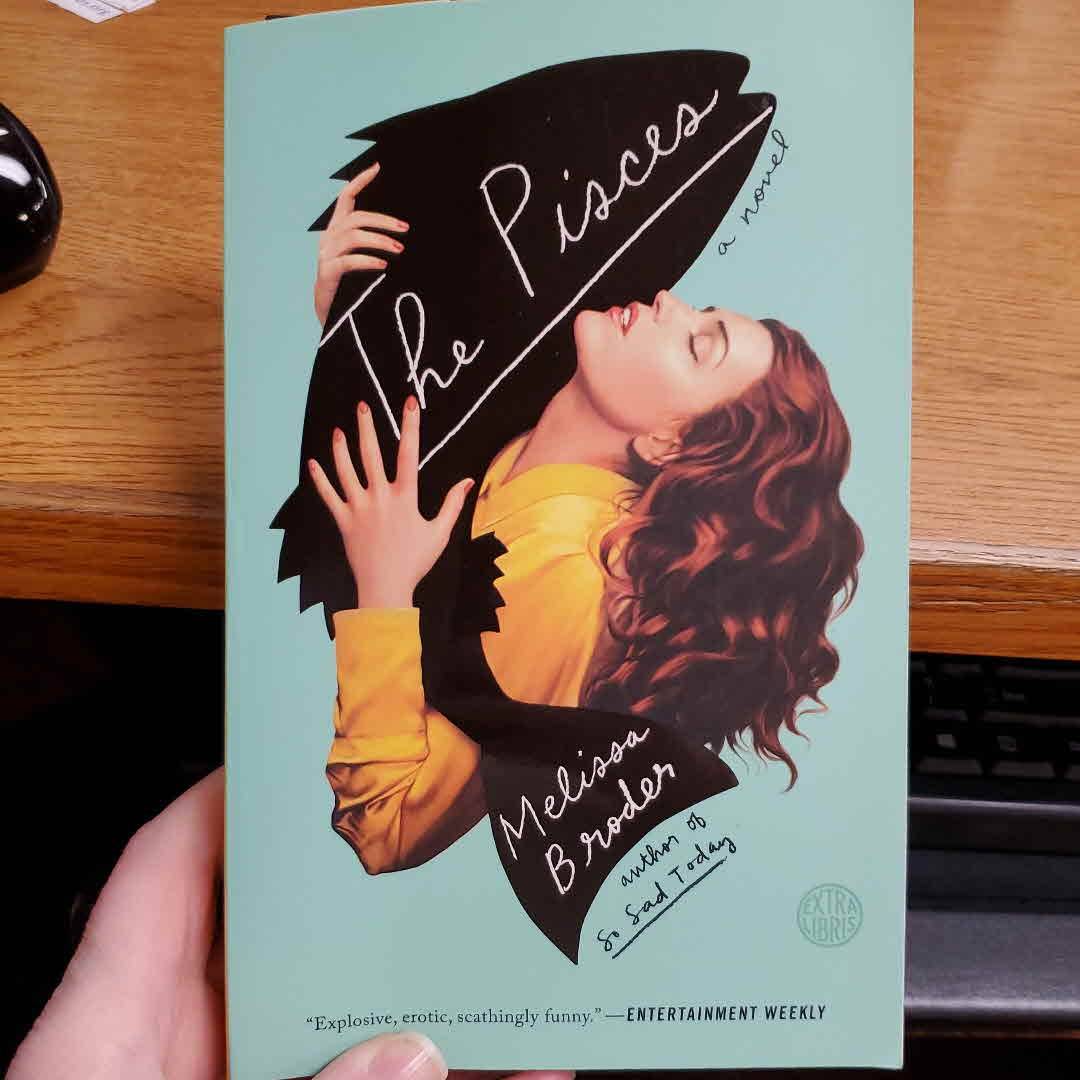 The Pisces
a novel
Melissa
Broder
author of
So Sad Today
EXTRA
LIBRIS
“Explosive, erotic, scathingly funny.” —ENTERTAINMENT WEEKLY